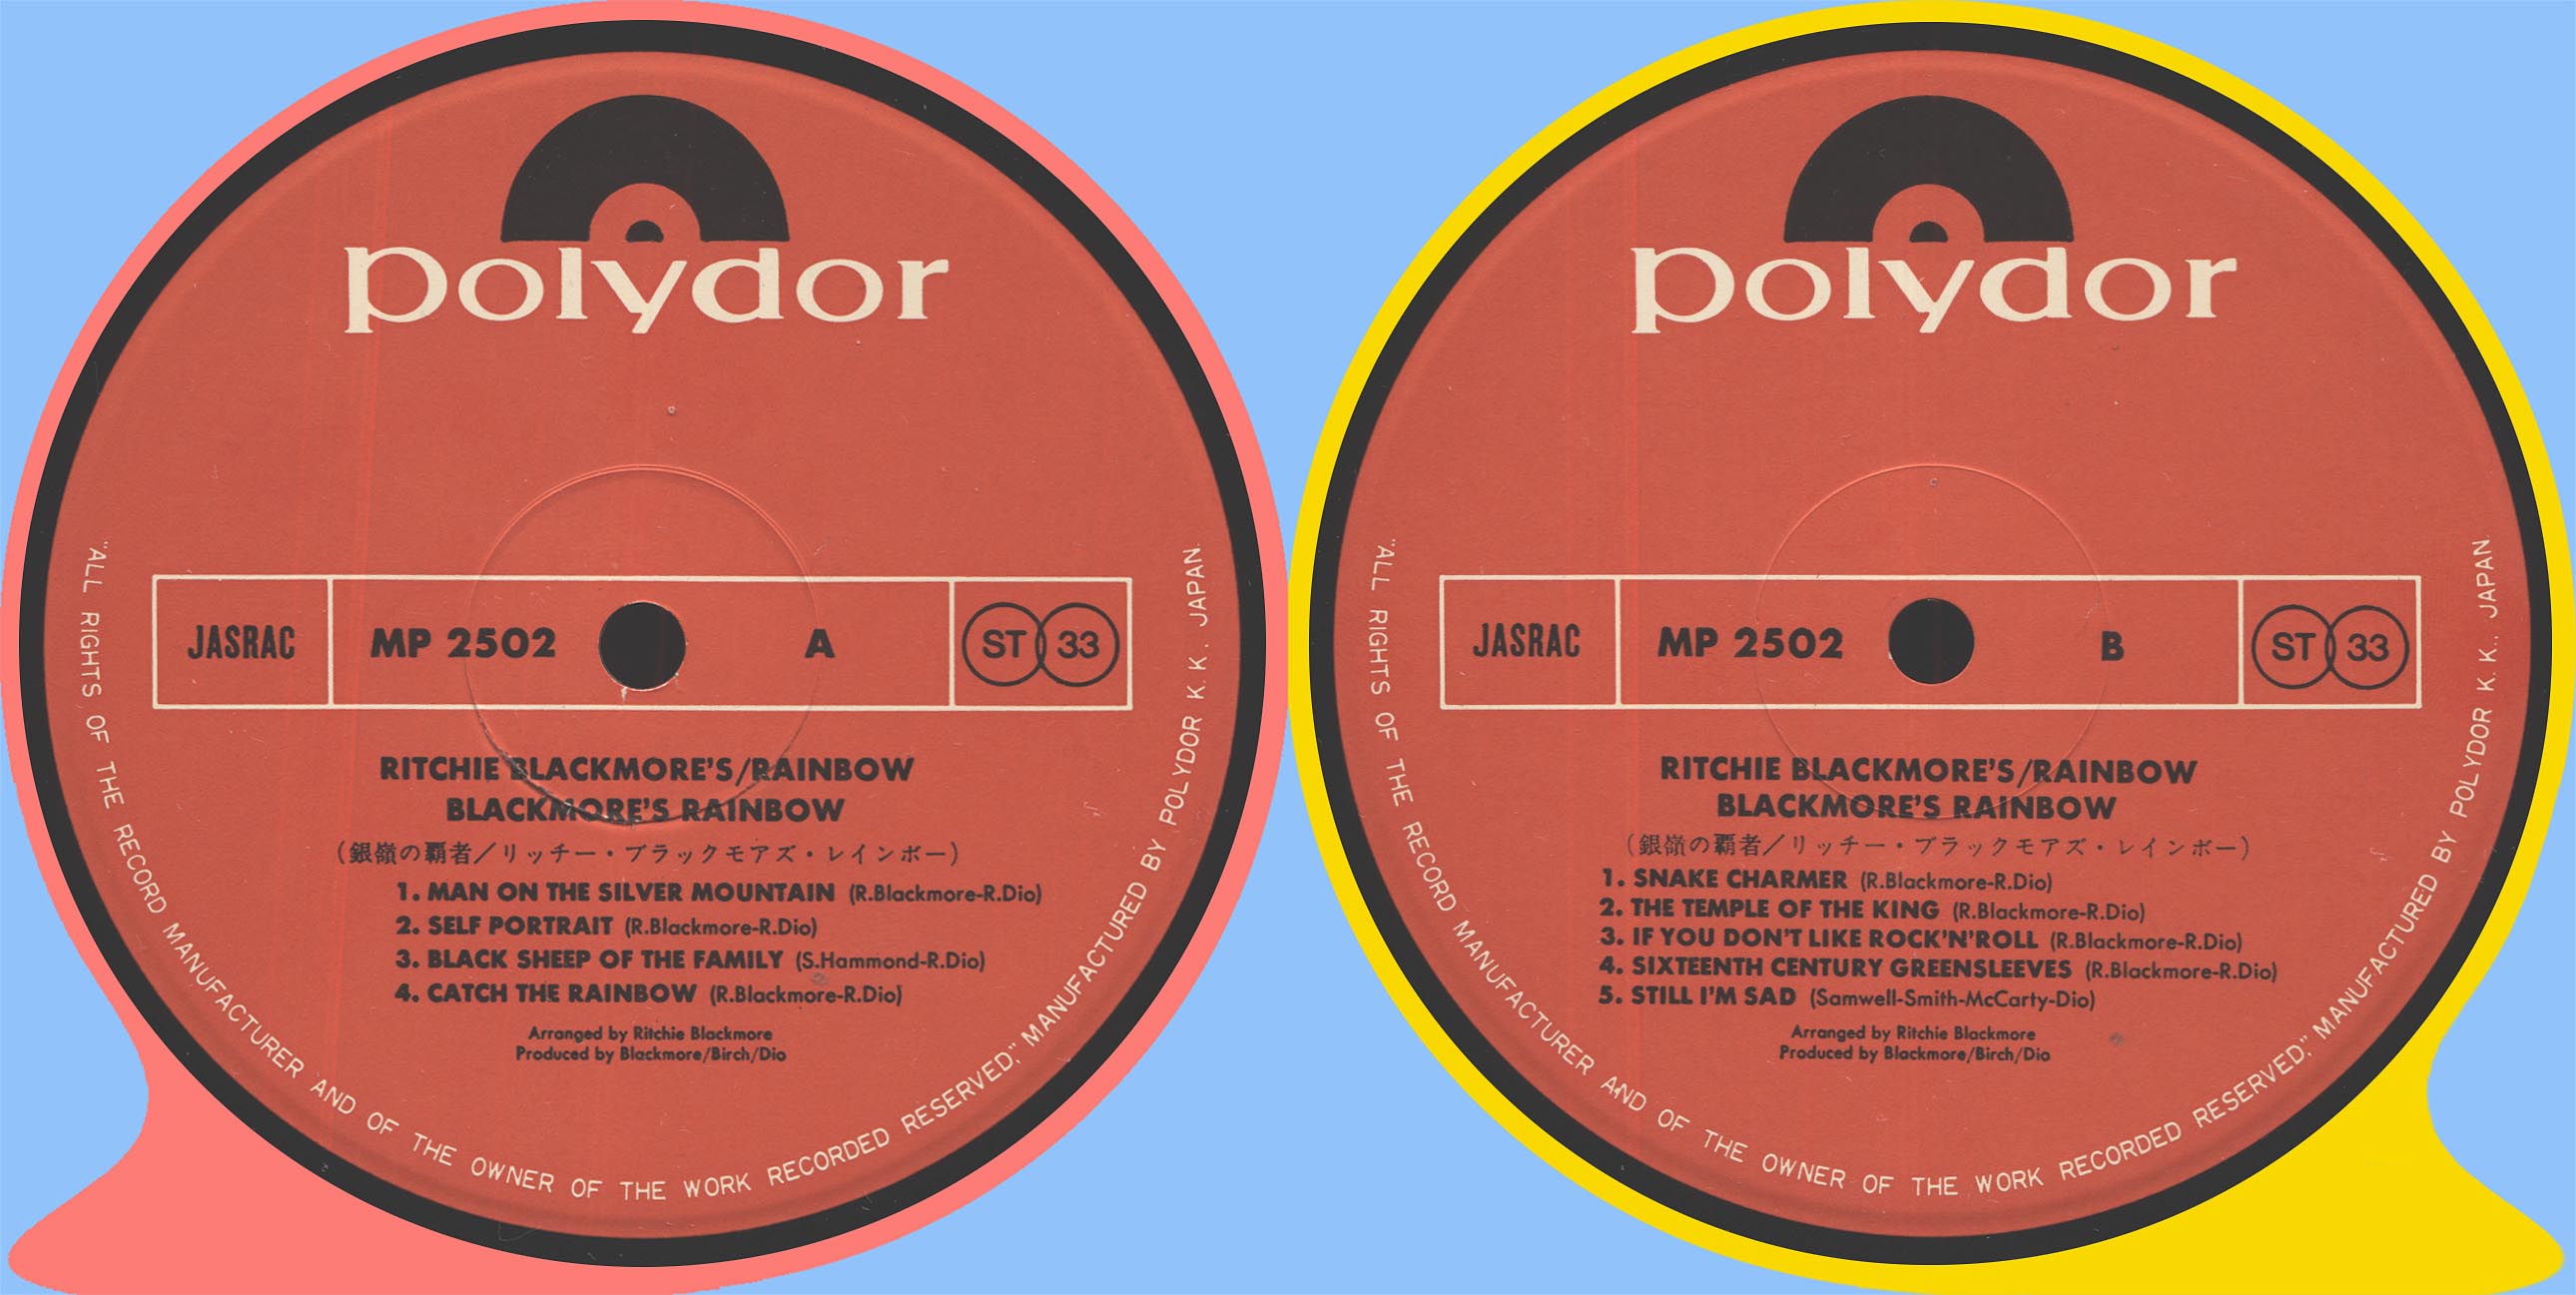 polydor
JASRAC MP 2502 A ST 33
RITCHIE BLACKMORE'S/RAINBOW
BLACKMORE'S RAINBOW
(銀嶺の覇者/リッチー・ブラックモアズ・レインボー)
1. MAN ON THE SILVER MOUNTAIN (R.Blackmore-R.Dio)
2. SELF PORTRAIT (R.Blackmore-R.Dio)
3. BLACK SHEEP OF THE FAMILY (S.Hammond-R.Dio)
4. CATCH THE RAINBOW (R.Blackmore-R.Dio)
Arranged by Ritchie Blackmore
Produced by Blackmore/Birch/Dio
"ALL RIGHTS OF THE RECORD MANUFACTURER AND OF THE OWNER OF THE WORK RECORDED RESERVED," MANUFACTURED BY POLYDOR K.K., JAPAN.
polydor
JASRAC MP 2502 B ST 33
RITCHIE BLACKMORE'S/RAINBOW
BLACKMORE'S RAINBOW
(銀嶺の覇者/リッチー・ブラックモアズ・レインボー)
1. SNAKE CHARMER (R.Blackmore-R.Dio)
2. THE TEMPLE OF THE KING (R.Blackmore-R.Dio)
3. IF YOU DON'T LIKE ROCK'N'ROLL (R.Blackmore-R.Dio)
4. SIXTEENTH CENTURY GREENSLEEVES (R.Blackmore-R.Dio)
5. STILL I'M SAD (Samwell-Smith-McCarty-Dio)
Arranged by Ritchie Blackmore
Produced by Blackmore/Birch/Dio
"ALL RIGHTS OF THE RECORD MANUFACTURER AND OF THE OWNER OF THE WORK RECORDED RESERVED," MANUFACTURED BY POLYDOR K.K., JAPAN.